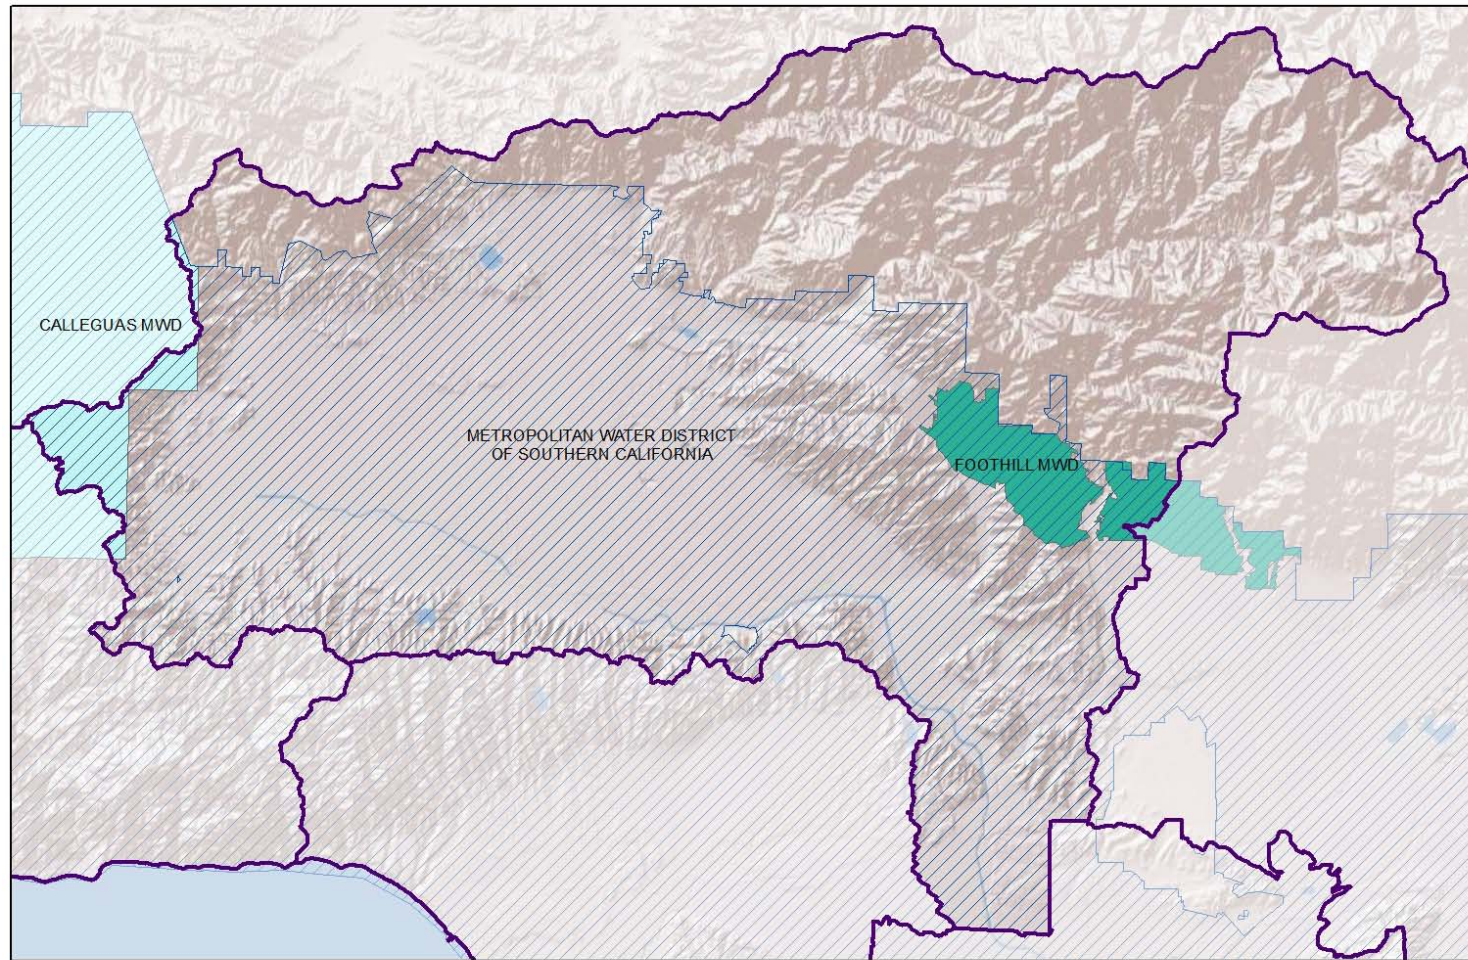 CALLEGUAS MWD
METROPOLITAN WATER DISTRICT
OF SOUTHERN CALIFORNIA
FOOTHILL MWD